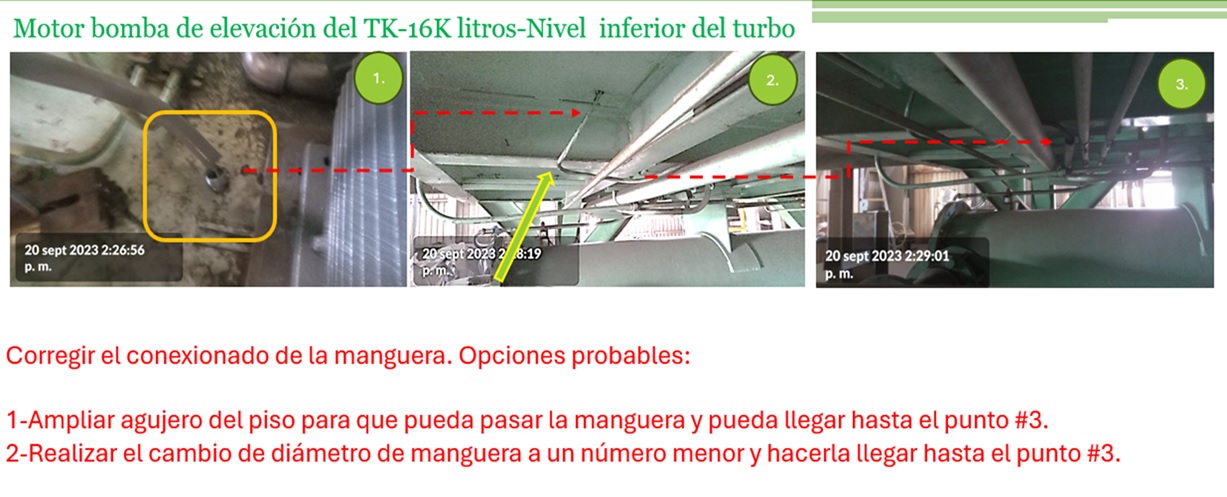 Motor bomba de elevación del TK-16K litros-Nivel inferior del turbo
1.
2.
3.
20 sept 2023 2:26:56
p. m.
20 sept 2023 2 8:19
p. m.
20 sept 2023 2:29:01
p. m.
Corregir el conexionado de la manguera. Opciones probables:
1-Ampliar agujero del piso para que pueda pasar la manguera y pueda llegar hasta el punto #3.
2-Realizar el cambio de diámetro de manguera a un número menor y hacerla llegar hasta el punto #3.